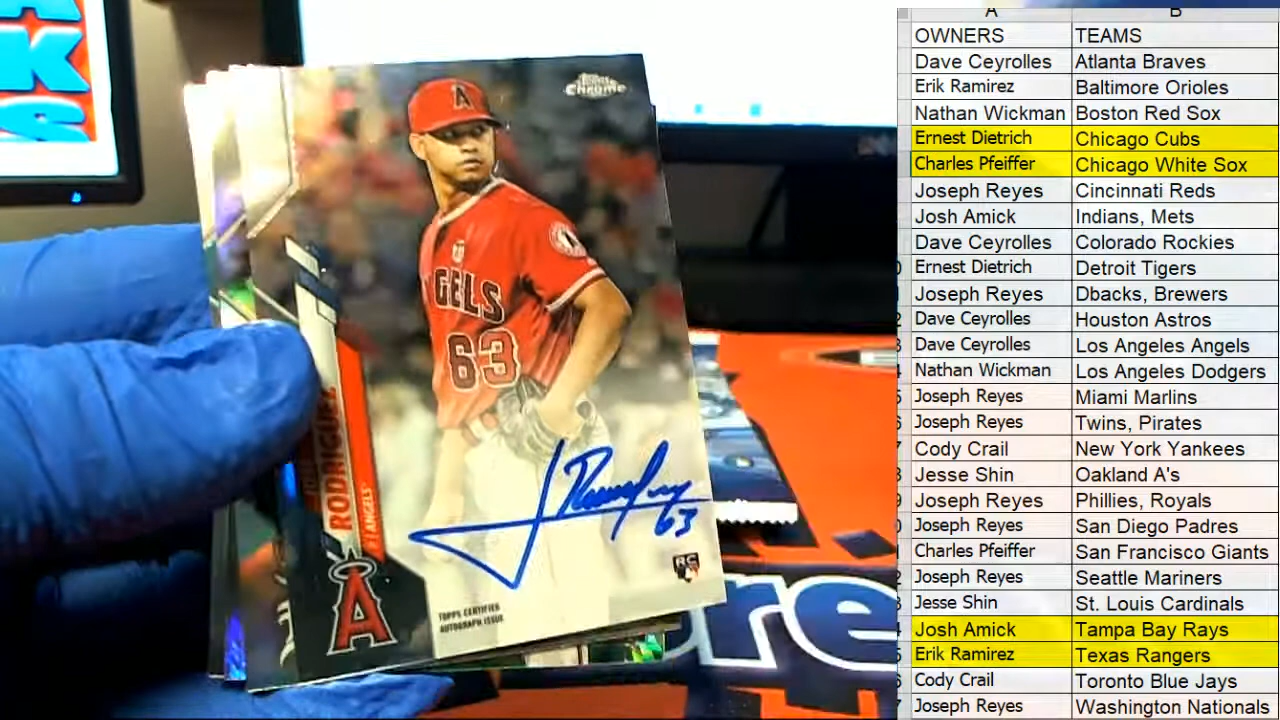 AKS
Topps
Chrome
A
GELS
63
RODRIGUEZ
ANGELS
A
63
RC
TOPPS CERTIFIED
AUTOGRAPH ISSUE
ure
A B
OWNERS TEAMS
Dave Ceyrolles Atlanta Braves
Erik Ramirez Baltimore Orioles
Nathan Wickman Boston Red Sox
Ernest Dietrich Chicago Cubs
Charles Pfeiffer Chicago White Sox
Joseph Reyes Cincinnati Reds
Josh Amick Indians, Mets
Dave Ceyrolles Colorado Rockies
Ernest Dietrich Detroit Tigers
Joseph Reyes Dbacks, Brewers
Dave Ceyrolles Houston Astros
Dave Ceyrolles Los Angeles Angels
Nathan Wickman Los Angeles Dodgers
Joseph Reyes Miami Marlins
Joseph Reyes Twins, Pirates
Cody Crail New York Yankees
Jesse Shin Oakland A's
Joseph Reyes Phillies, Royals
Joseph Reyes San Diego Padres
Charles Pfeiffer San Francisco Giants
Joseph Reyes Seattle Mariners
Jesse Shin St. Louis Cardinals
Josh Amick Tampa Bay Rays
Erik Ramirez Texas Rangers
Cody Crail Toronto Blue Jays
Joseph Reyes Washington Nationals